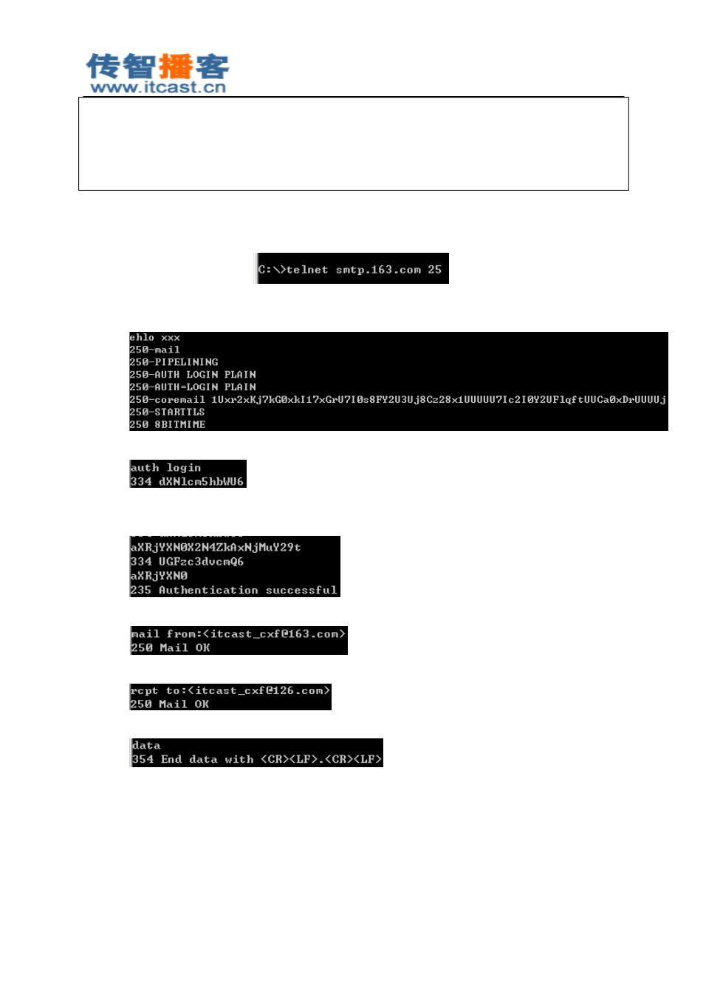 传智播客
www.itcast.cn
C:\>telnet smtp.163.com 25
ehlo xxx
250-mail
250-PIPELINING
250-AUTH LOGIN PLAIN
250-AUTH=LOGIN PLAIN
250-coremail 1Uxr2xKj7kG0xkI17xGrU7I0s8FY2U3Uj8Cz28x1UUUUU7Ic2I0Y2UFlqftUUCa0xDrUUUUj
250-STARTTLS
250 8BITMIME
auth login
334 dXNlcm5hbWU6
aXRjYXN0X2N4ZkAxNjMuY29t
334 UGFzc3dvcmQ6
aXRjYXN0
235 Authentication successful
mail from:<itcast_cxf@163.com>
250 Mail OK
rcpt to:<itcast_cxf@126.com>
250 Mail OK
data
354 End data with <CR><LF>.<CR><LF>